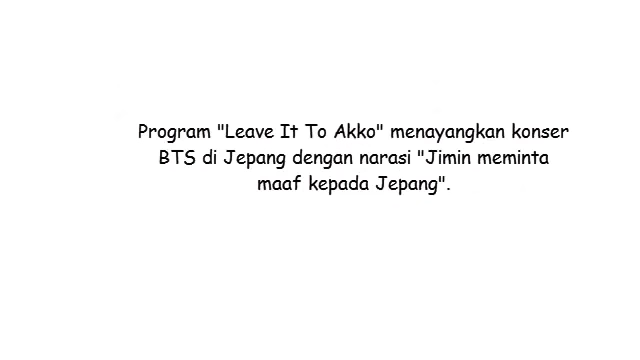 Program "Leave It To Akko" menayangkan konser
BTS di Jepang dengan narasi "Jimin meminta
maaf kepada Jepang".